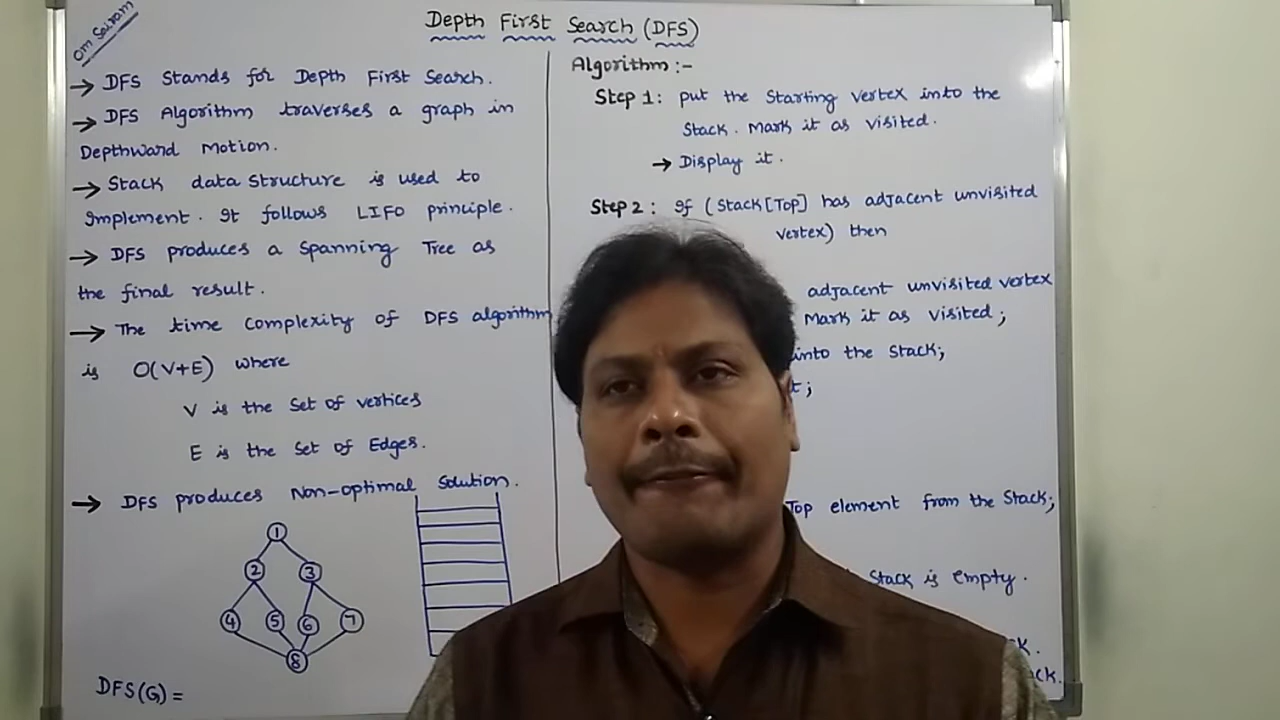 Om Sairam
Depth First Search (DFS)
→ DFS Stands for Depth First Search.
→ DFS Algorithm traverses a graph in
Depthward Motion.
→ Stack data structure is used to
implement. It follows LIFO principle.
→ DFS produces a Spanning Tree as
the final result.
→ The time complexity of DFS algorithm
is O(V+E) where
V is the Set of vertices
E is the Set of Edges.
→ DFS produces Non-optimal Solution.
1
2 3
4 5 6 7
8
DFS(G) =
Algorithm :-
Step 1: put the Starting vertex into the
Stack. Mark it as visited.
→ Display it.
Step 2: If (Stack[Top] has adjacent unvisited
vertex) then
adjacent unvisited vertex
Mark it as visited;
into the Stack;
Top element from the Stack;
Stack is empty.